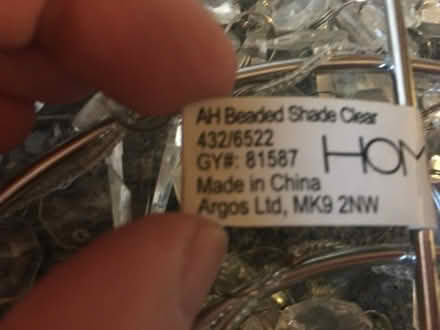 AH Beaded Shade Clear
432/6522
GY#: 81587
HOM
Made in China
Argos Ltd, MK9 2NW